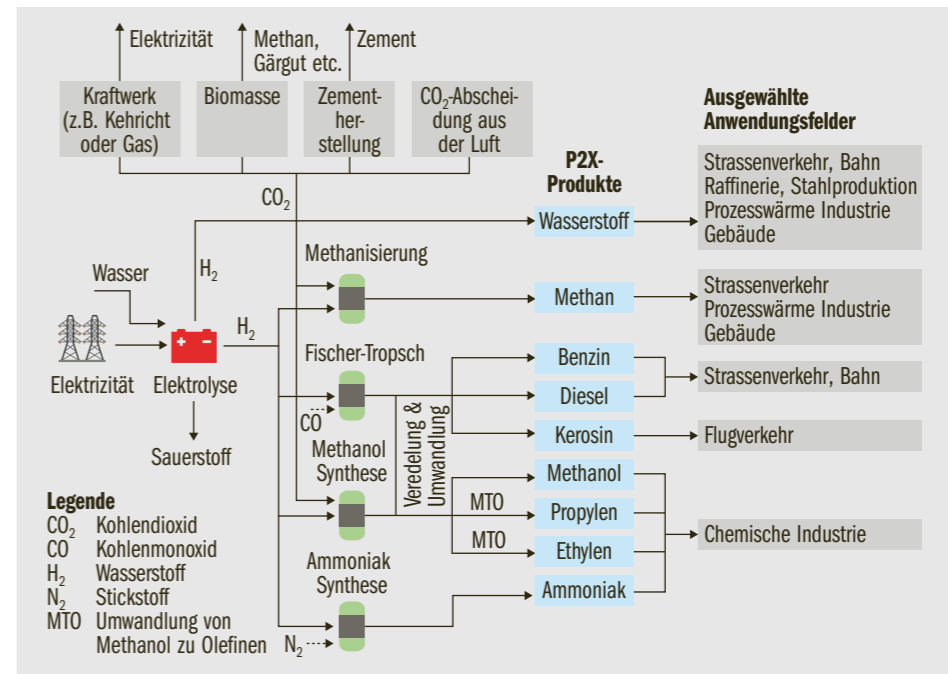 Elektrizität
Methan,
Gärgut etc.
Zement
Kraftwerk
(z.B. Kehricht
oder Gas)
Biomasse
Zement-
her-
stellung
CO₂-Abschei-
dung aus
der Luft
Ausgewählte
Anwendungsfelder
P2X-
Produkte
CO₂
Wasserstoff
Strassenverkehr, Bahn
Raffinerie, Stahlproduktion
Prozesswärme Industrie
Gebäude
Methanisierung
Wasser
H₂
H₂
Methan
Strassenverkehr
Prozesswärme Industrie
Gebäude
Elektrizität
Elektrolyse
Fischer-Tropsch
Benzin
Diesel
Strassenverkehr, Bahn
CO
Veredelung &
Umwandlung
Kerosin
Flugverkehr
Sauerstoff
Methanol
Synthese
Methanol
MTO
Propylen
MTO
Ethylen
Chemische Industrie
Ammoniak
Synthese
Ammoniak
N₂
Legende
CO₂ Kohlendioxid
CO Kohlenmonoxid
H₂ Wasserstoff
N₂ Stickstoff
MTO Umwandlung von
Methanol zu Olefinen